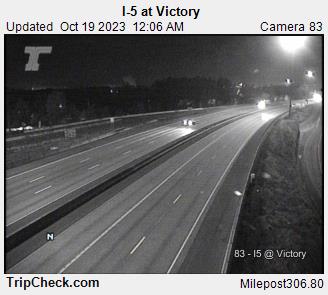 I-5 at Victory
Updated Oct 19 2023 12:06 AM Camera 83
T
N
83 - I5 @ Victory
TripCheck.com Milepost306.80